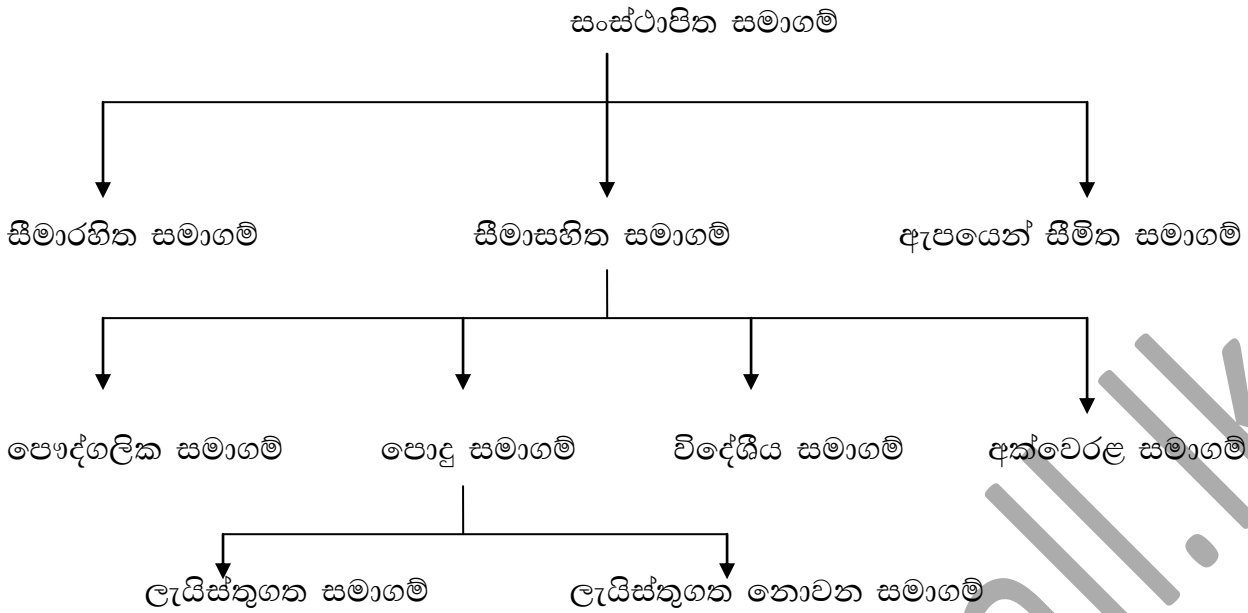 සංස්ථාපිත සමාගම්
සීමාරහිත සමාගම් සීමාසහිත සමාගම් ඇපයෙන් සීමිත සමාගම්
පෞද්ගලික සමාගම් පොදු සමාගම් විදේශීය සමාගම් අක්වෙරළ සමාගම්
ලැයිස්තුගත සමාගම් ලැයිස්තුගත නොවන සමාගම්